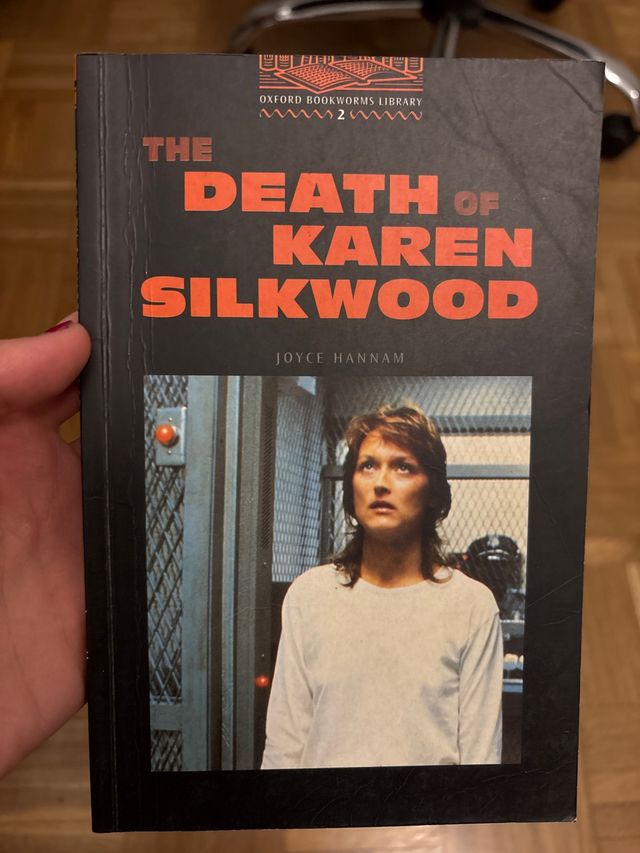 OXFORD BOOKWORMS LIBRARY
2
THE
DEATH OF
KAREN
SILKWOOD
JOYCE HANNAM